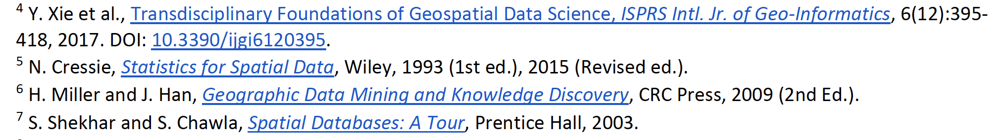 4 Y. Xie et al., Transdisciplinary Foundations of Geospatial Data Science, ISPRS Intl. Jr. of Geo-Informatics, 6(12):395-
418, 2017. DOI: 10.3390/ijgi6120395.
5 N. Cressie, Statistics for Spatial Data, Wiley, 1993 (1st ed.), 2015 (Revised ed.).
6 H. Miller and J. Han, Geographic Data Mining and Knowledge Discovery, CRC Press, 2009 (2nd Ed.).
7 S. Shekhar and S. Chawla, Spatial Databases: A Tour, Prentice Hall, 2003.